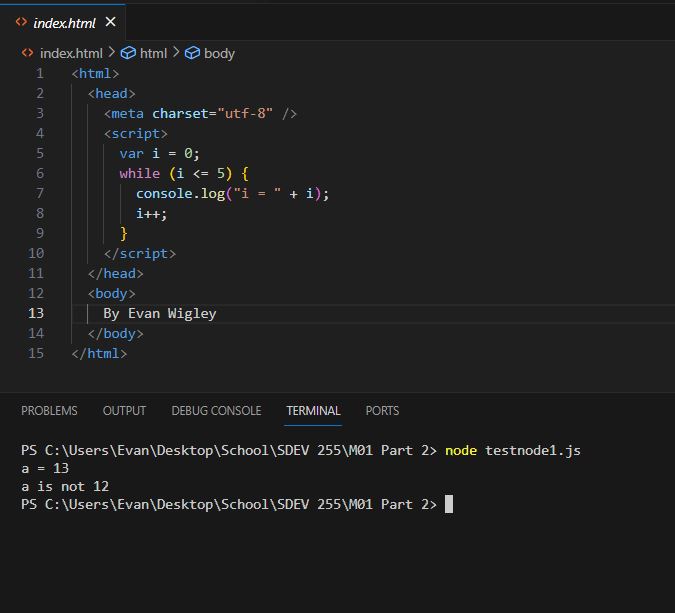 index.html
index.html > html > body
1 <html>
2 <head>
3 <meta charset="utf-8" />
4 <script>
5 var i = 0;
6 while (i <= 5) {
7 console.log("i = " + i);
8 i++;
9 }
10 </script>
11 </head>
12 <body>
13 By Evan Wigley
14 </body>
15 </html>
PROBLEMS OUTPUT DEBUG CONSOLE TERMINAL PORTS
PS C:\Users\Evan\Desktop\School\SDEV 255\M01 Part 2> node testnode1.js
a = 13
a is not 12
PS C:\Users\Evan\Desktop\School\SDEV 255\M01 Part 2>